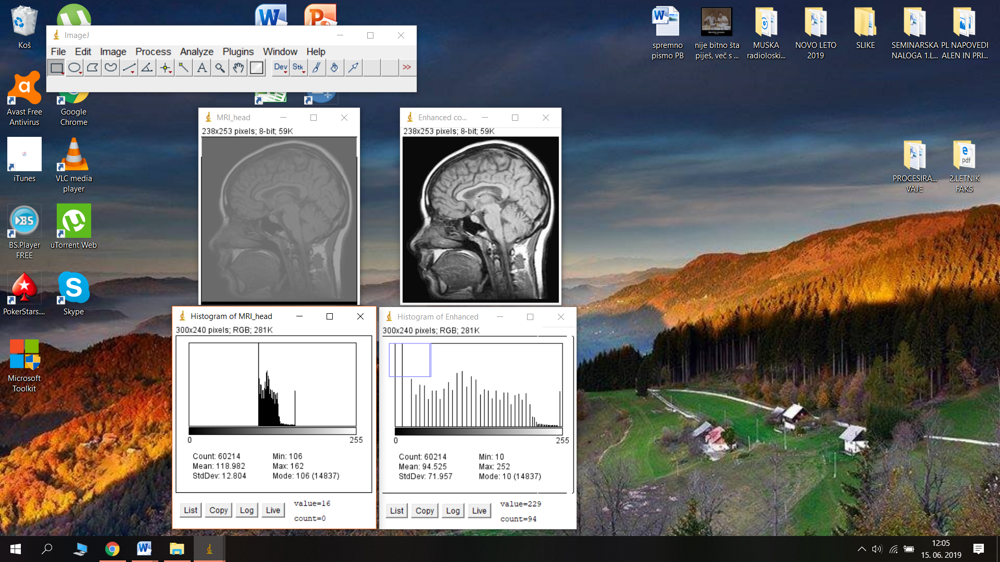 Koš
Avast Free
Antivirus
Google
Chrome
iTunes
VLC media
player
BS.Player
FREE
uTorrent Web
PokerStars....
Skype
Microsoft
Toolkit
ImageJ
File Edit Image Process Analyze Plugins Window Help
Dev Stk >>
spremno
pismo PB
nije bitno šta
piješ, več s ...
MUSKA
radioloski...
NOVO LETO
2019
SLIKE
SEMINARSKA
NALOGA 1.L...
PL NAPOVEDI
ALEN IN PRI...
PROCESIRA...
VAJE
2.LETNIK
FAKS
MRI_head
238x253 pixels; 8-bit; 59K
Enhanced co...
238x253 pixels; 8-bit; 59K
Histogram of MRI_head
300x240 pixels; RGB; 281K
0 255
Count: 60214 Min: 106
Mean: 118.982 Max: 162
StdDev: 12.804 Mode: 106 (14837)
List Copy Log Live
value=16
count=0
Histogram of Enhanced
300x240 pixels; RGB; 281K
0 255
Count: 60214 Min: 10
Mean: 94.525 Max: 252
StdDev: 71.957 Mode: 10 (14837)
List Copy Log Live
value=229
count=94
12:05
15. 06. 2019